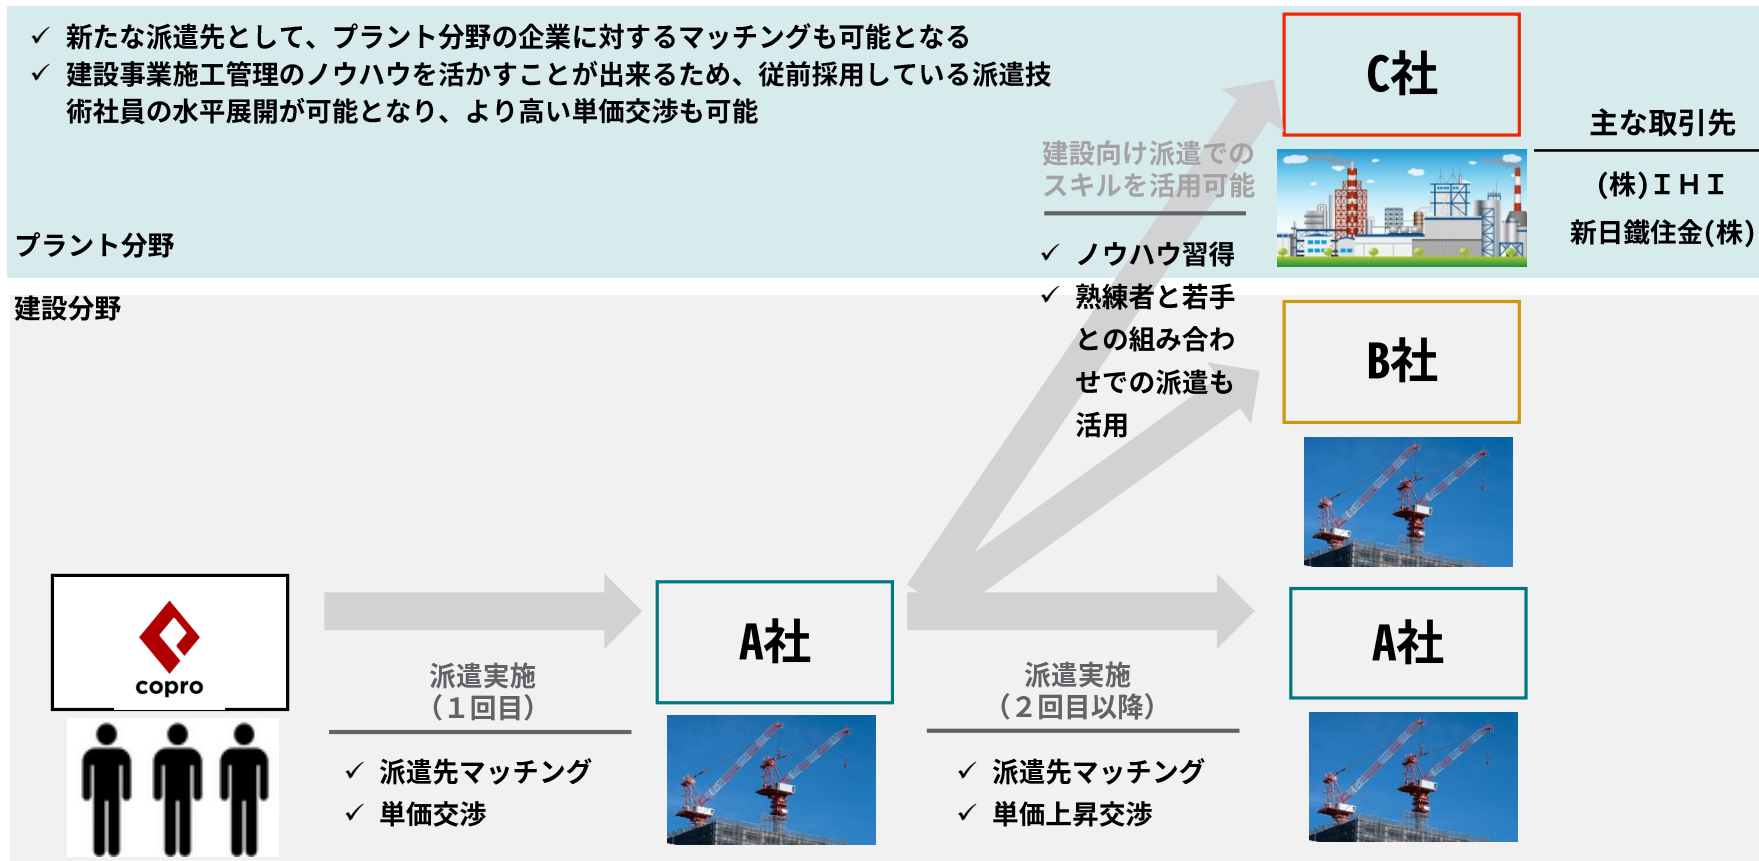 ✓ 新たな派遣先として、プラント分野の企業に対するマッチングも可能となる
✓ 建設事業施工管理のノウハウを活かすことが出来るため、従前採用している派遣技
術社員の水平展開が可能となり、より高い単価交渉も可能
プラント分野
C社
主な取引先
(株)ＩＨＩ
新日鐵住金(株)
建設向け派遣での
スキルを活用可能
✓ ノウハウ習得
✓ 熟練者と若手
との組み合わ
せでの派遣も
活用
建設分野
B社
copro
派遣実施
（１回目）
✓ 派遣先マッチング
✓ 単価交渉
A社
派遣実施
（２回目以降）
✓ 派遣先マッチング
✓ 単価上昇交渉
A社